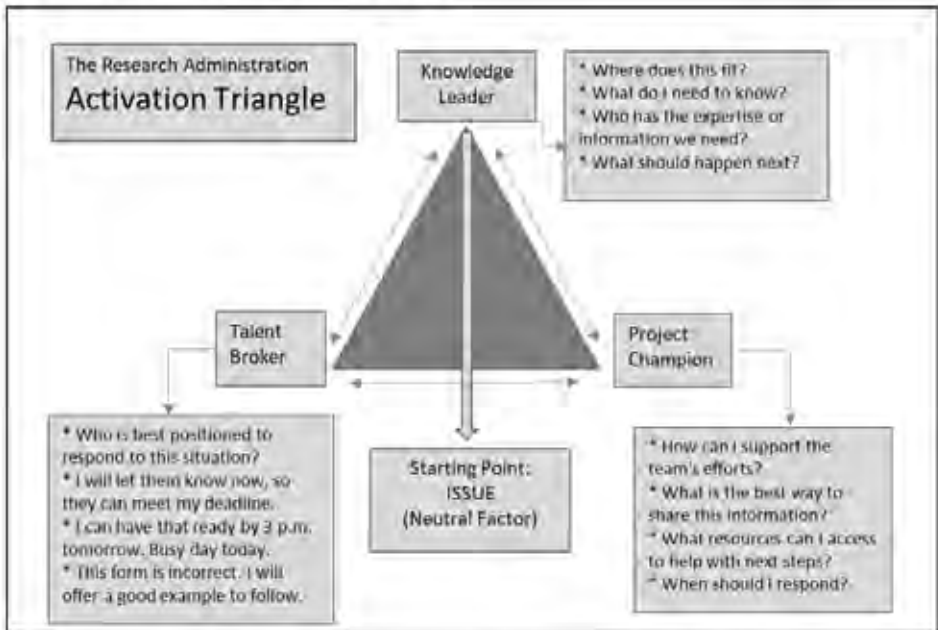 The Research Administration
Activation Triangle
Knowledge
Leader
* Where does this fit?
* What do I need to know?
* Who has the expertise or
information we need?
* What should happen next?
Talent
Broker
Project
Champion
* Who is best positioned to
respond to this situation?
* I will let them know now, so
they can meet my deadline.
* I can have that ready by 3 p.m.
tomorrow. Busy day today.
* This form is incorrect. I will
offer a good example to follow.
Starting Point:
ISSUE
(Neutral Factor)
* How can I support the
team's efforts?
* What is the best way to
share this information?
* What resources can I access
to help with next steps?
* When should I respond?